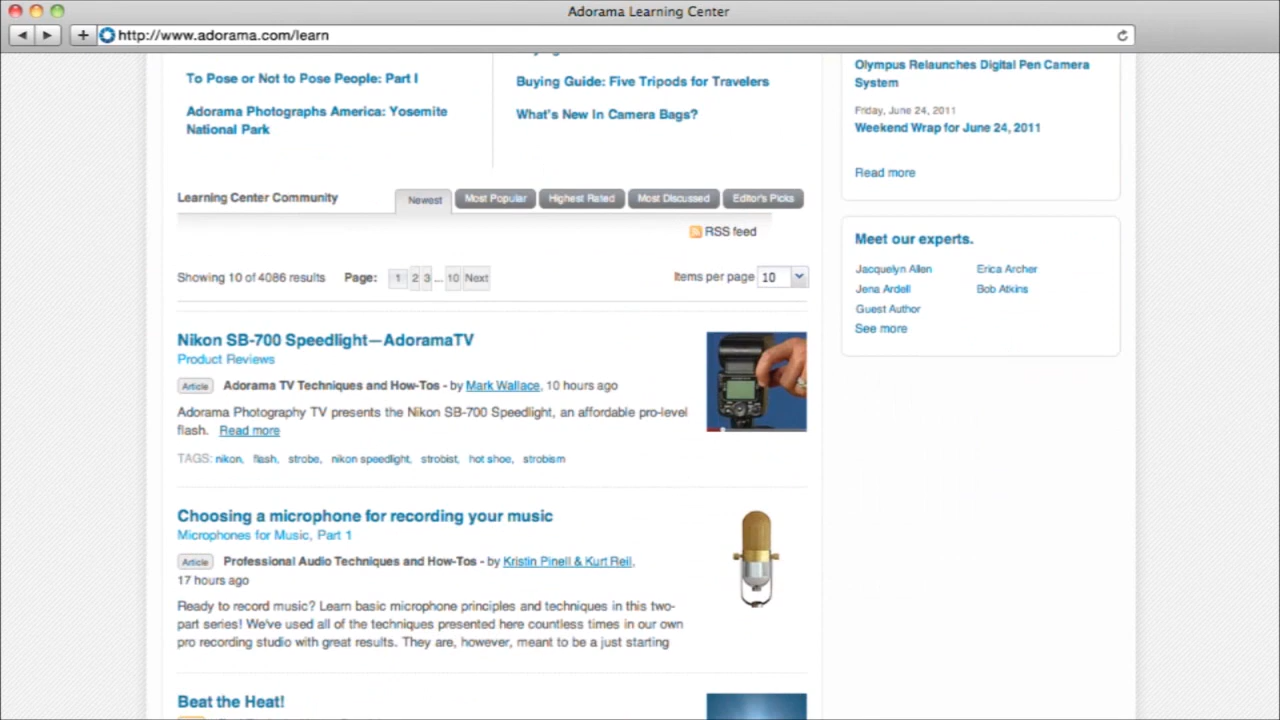 Adorama Learning Center
http://www.adorama.com/learn
To Pose or Not to Pose People: Part I
Adorama Photographs America: Yosemite
National Park
Buying Guide: Five Tripods for Travelers
What's New In Camera Bags?
Olympus Relaunches Digital Pen Camera
System
Friday, June 24, 2011
Weekend Wrap for June 24, 2011
Read more
Learning Center Community
Newest
Most Popular
Highest Rated
Most Discussed
Editor's Picks
RSS feed
Showing 10 of 4086 results Page: 1 2 3 ... 10 Next
Items per page 10
Meet our experts.
Jacquelyn Allen Erica Archer
Jena Ardell Bob Atkins
Guest Author
See more
Nikon SB-700 Speedlight—AdoramaTV
Product Reviews
Article Adorama TV Techniques and How-Tos - by Mark Wallace, 10 hours ago
Adorama Photography TV presents the Nikon SB-700 Speedlight, an affordable pro-level
flash. Read more
TAGS: nikon, flash, strobe, nikon speedlight, strobist, hot shoe, strobism
Choosing a microphone for recording your music
Microphones for Music, Part 1
Article Professional Audio Techniques and How-Tos - by Kristin Pinell & Kurt Reil,
17 hours ago
Ready to record music? Learn basic microphone principles and techniques in this two-
part series! We've used all of the techniques presented here countless times in our own
pro recording studio with great results. They are, however, meant to be a just starting
Beat the Heat!